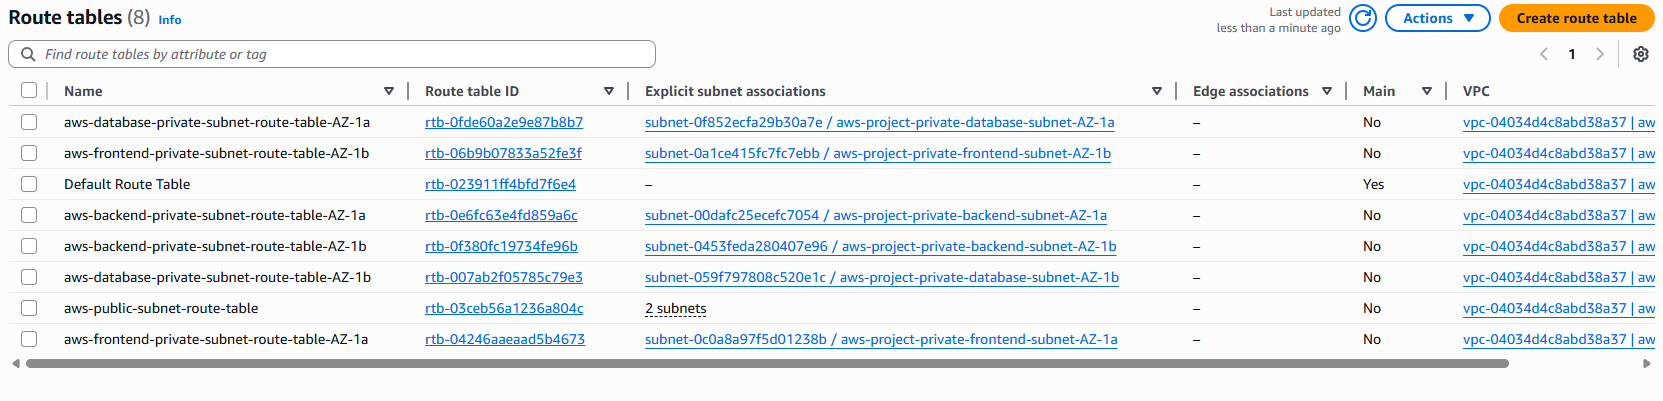 Route tables (8) Info
Last updated
less than a minute ago
Actions
Create route table
Find route tables by attribute or tag
1
Name Route table ID Explicit subnet associations Edge associations Main VPC
aws-database-private-subnet-route-table-AZ-1a rtb-0fde60a2e9e87b8b7 subnet-0f852ecfa29b30a7e / aws-project-private-database-subnet-AZ-1a – No vpc-04034d4c8abd38a37 | aw
aws-frontend-private-subnet-route-table-AZ-1b rtb-06b9b07833a52fe3f subnet-0a1ce415fc7fc7ebb / aws-project-private-frontend-subnet-AZ-1b – No vpc-04034d4c8abd38a37 | aw
Default Route Table rtb-023911ff4bfd7f6e4 – – Yes vpc-04034d4c8abd38a37 | aw
aws-backend-private-subnet-route-table-AZ-1a rtb-0e6fc63e4fd859a6c subnet-00dafc25ecefc7054 / aws-project-private-backend-subnet-AZ-1a – No vpc-04034d4c8abd38a37 | aw
aws-backend-private-subnet-route-table-AZ-1b rtb-0f380fc19734fe96b subnet-0453feda280407e96 / aws-project-private-backend-subnet-AZ-1b – No vpc-04034d4c8abd38a37 | aw
aws-database-private-subnet-route-table-AZ-1b rtb-007ab2f05785c79e3 subnet-059f797808c520e1c / aws-project-private-database-subnet-AZ-1b – No vpc-04034d4c8abd38a37 | aw
aws-public-subnet-route-table rtb-03ceb56a1236a804c 2 subnets – No vpc-04034d4c8abd38a37 | aw
aws-frontend-private-subnet-route-table-AZ-1a rtb-04246aaeaad5b4673 subnet-0c0a8a97f5d01238b / aws-project-private-frontend-subnet-AZ-1a – No vpc-04034d4c8abd38a37 | aw